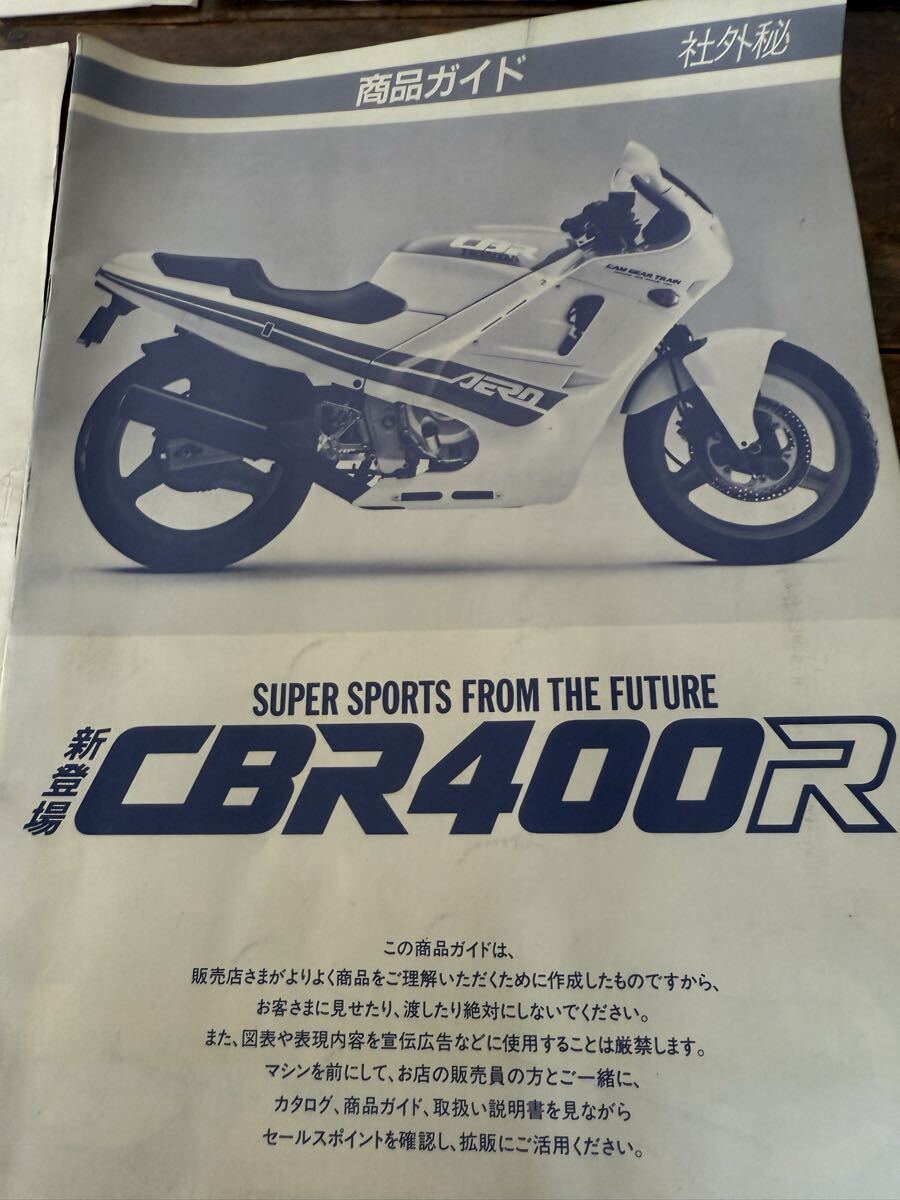 商品ガイド
社外秘
CBR
HONDA
CAM GEAR TRAIN
AERO
SUPER SPORTS FROM THE FUTURE
新登場
CBR400R
この商品ガイドは、
販売店さまがよりよく商品をご理解いただくために作成したものですから、
お客さまに見せたり、渡したり絶対にしないでください。
また、図表や表現内容を宣伝広告などに使用することは厳禁します。
マシンを前にして、お店の販売員の方とご一緒に、
カタログ、商品ガイド、取扱い説明書を見ながら
セールスポイントを確認し、拡販にご活用ください。